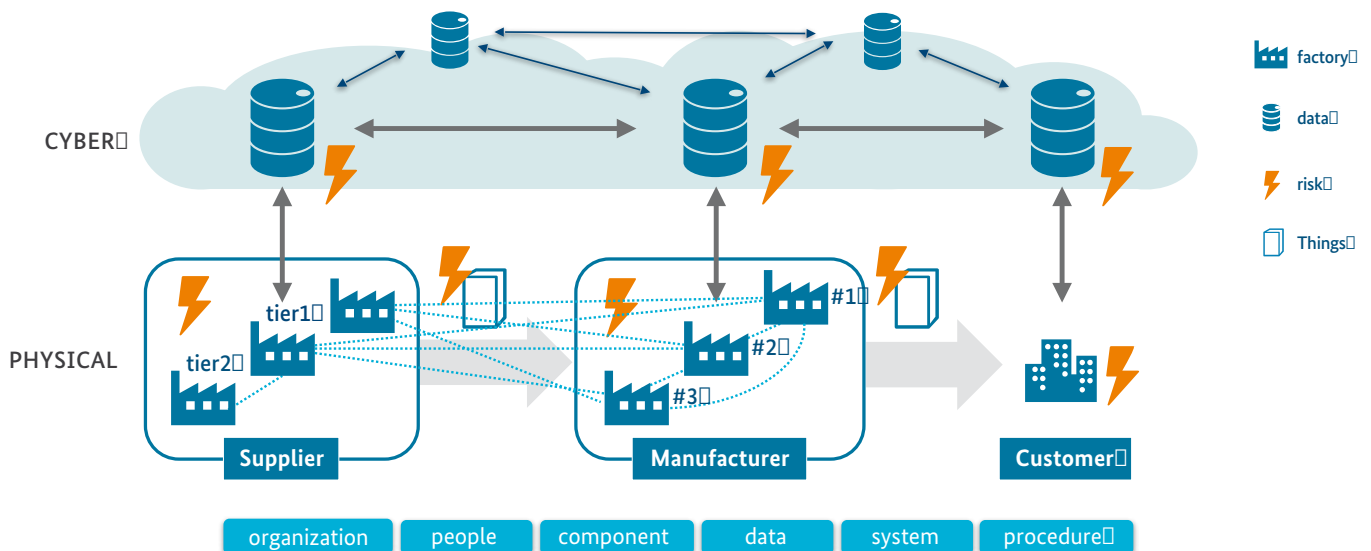 factory
data
CYBER
risk
Things
#1
tier1
#2
PHYSICAL
tier2
#3
Supplier
Manufacturer
Customer
organization
people
component
data
system
procedure